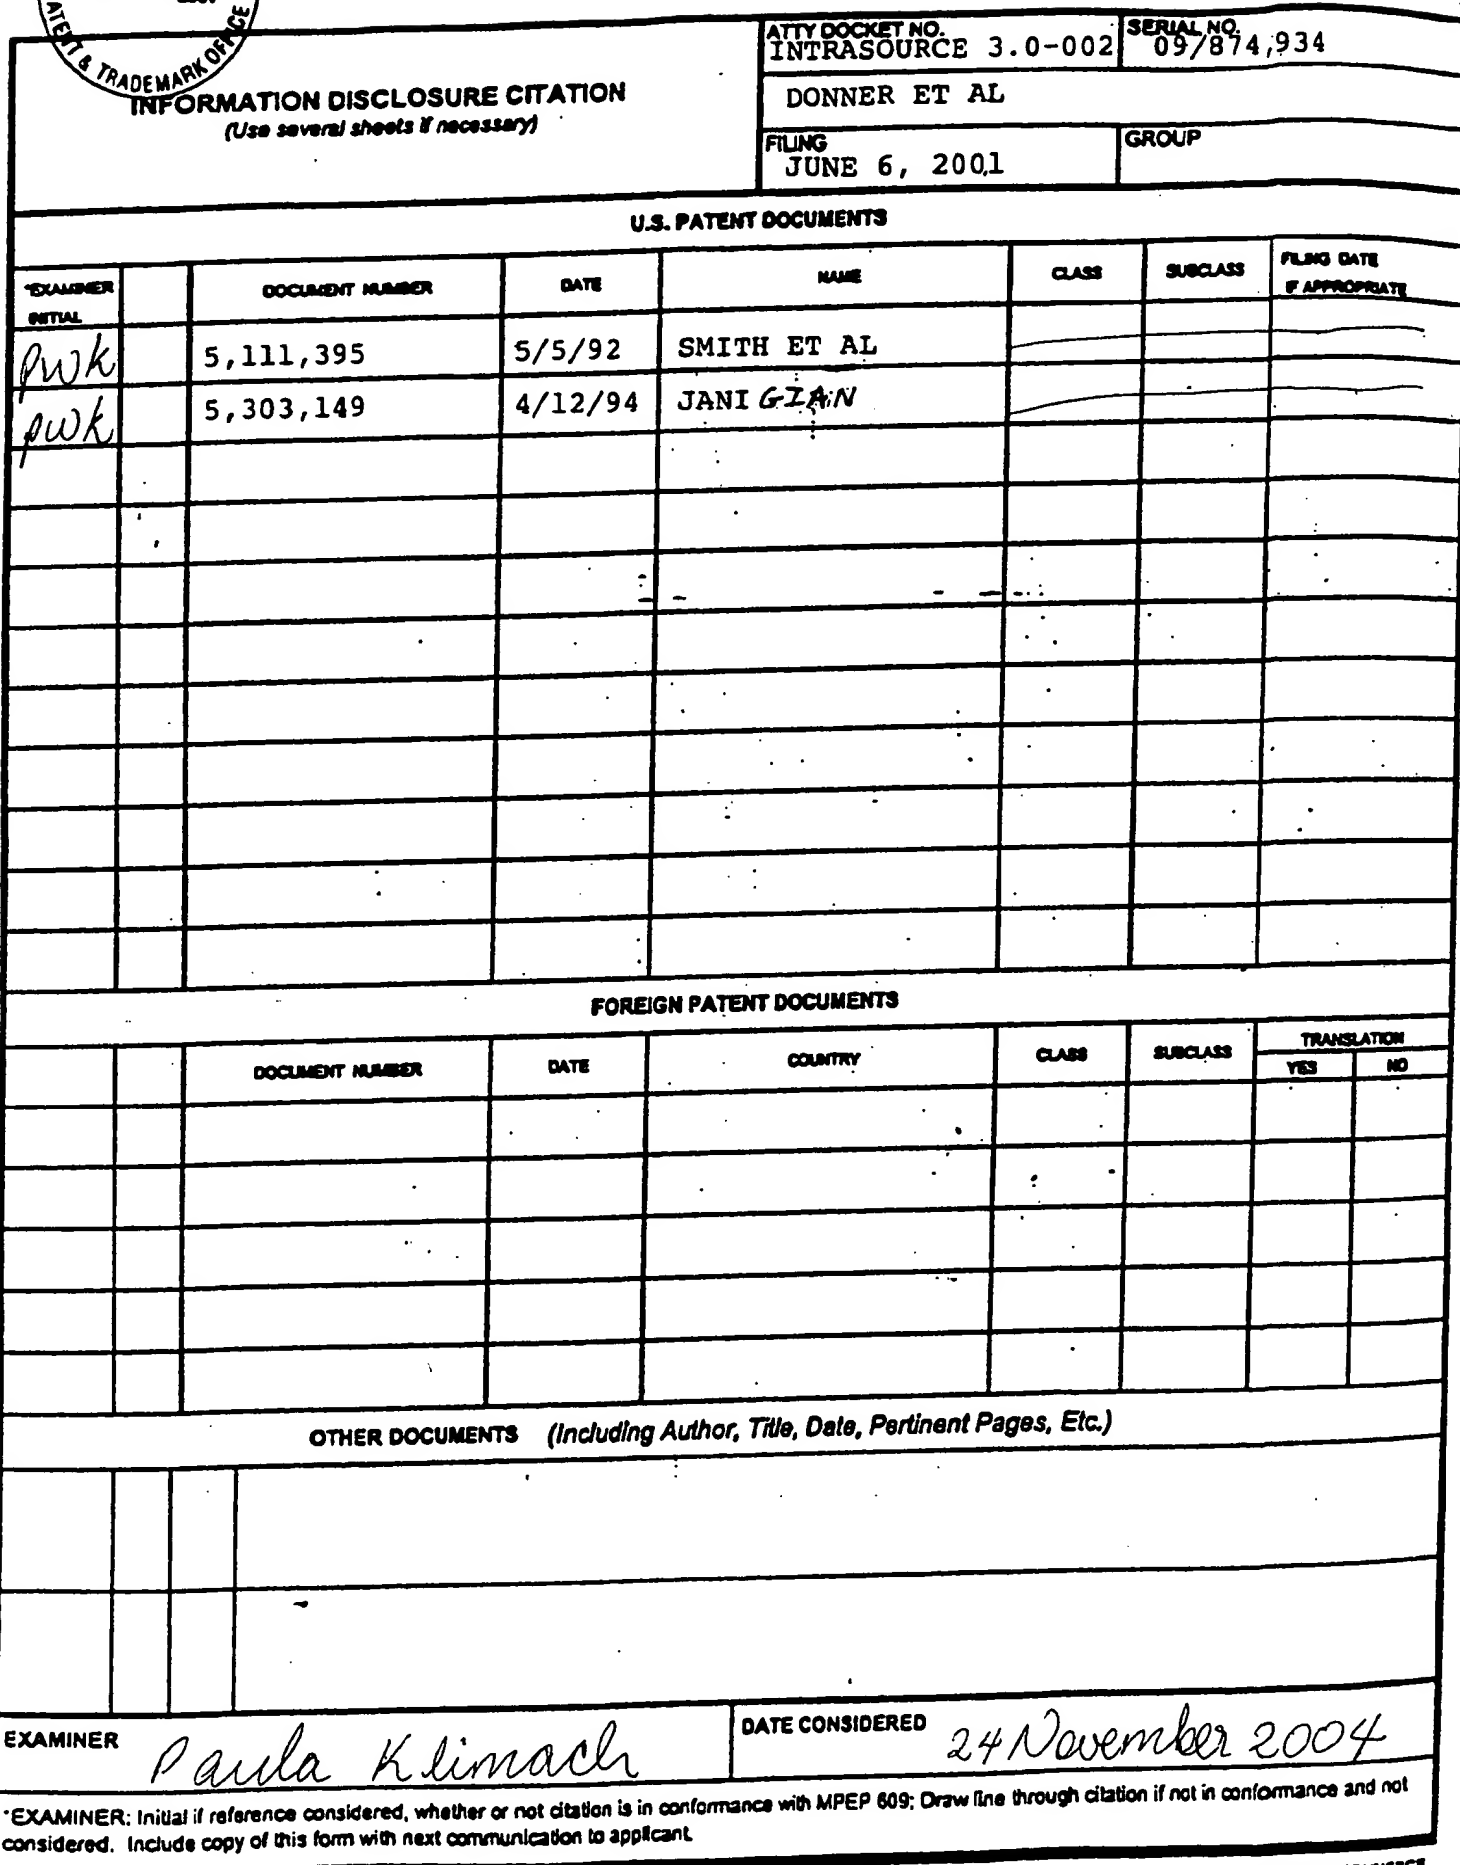 ATENT & TRADEMARK OFFICE
ATTY DOCKET NO.
INTRASOURCE 3.0-002
SERIAL NO.
09/874,934
INFORMATION DISCLOSURE CITATION
(Use several sheets if necessary)
DONNER ET AL
FILING
JUNE 6, 2001
GROUP
U.S. PATENT DOCUMENTS
*EXAMINER INITIAL DOCUMENT NUMBER DATE NAME CLASS SUBCLASS FILING DATE IF APPROPRIATE
pwk 5,111,395 5/5/92 SMITH ET AL
pwk 5,303,149 4/12/94 JANIGIAN
FOREIGN PATENT DOCUMENTS
DOCUMENT NUMBER DATE COUNTRY CLASS SUBCLASS TRANSLATION
YES NO
OTHER DOCUMENTS (Including Author, Title, Date, Pertinent Pages, Etc.)
EXAMINER Paula Klimach DATE CONSIDERED 24 November 2004
*EXAMINER: Initial if reference considered, whether or not citation is in conformance with MPEP 609; Draw line through citation if not in conformance and not
considered. Include copy of this form with next communication to applicant.